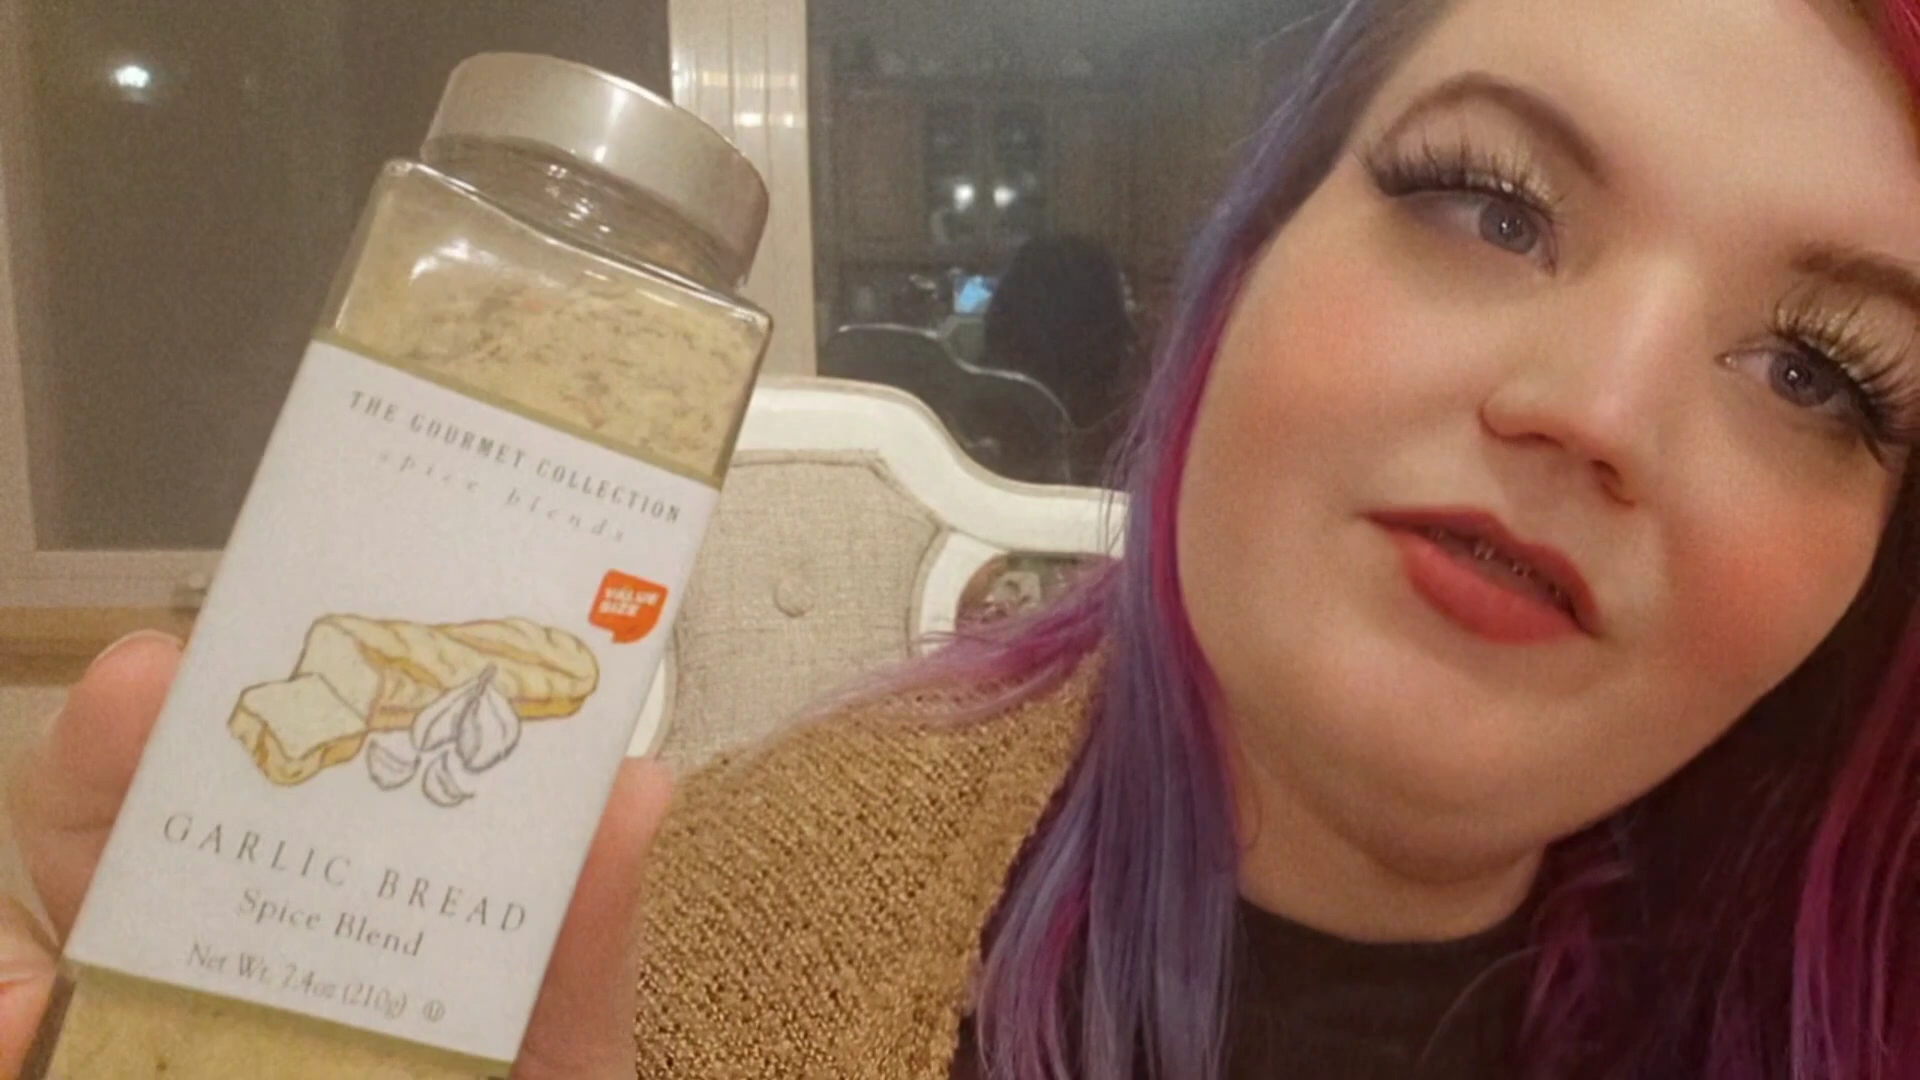 THE GOURMET COLLECTION
spice blends
VALUE
SIZE
GARLIC BREAD
Spice Blend
Net Wt. 7.4oz (210g) U